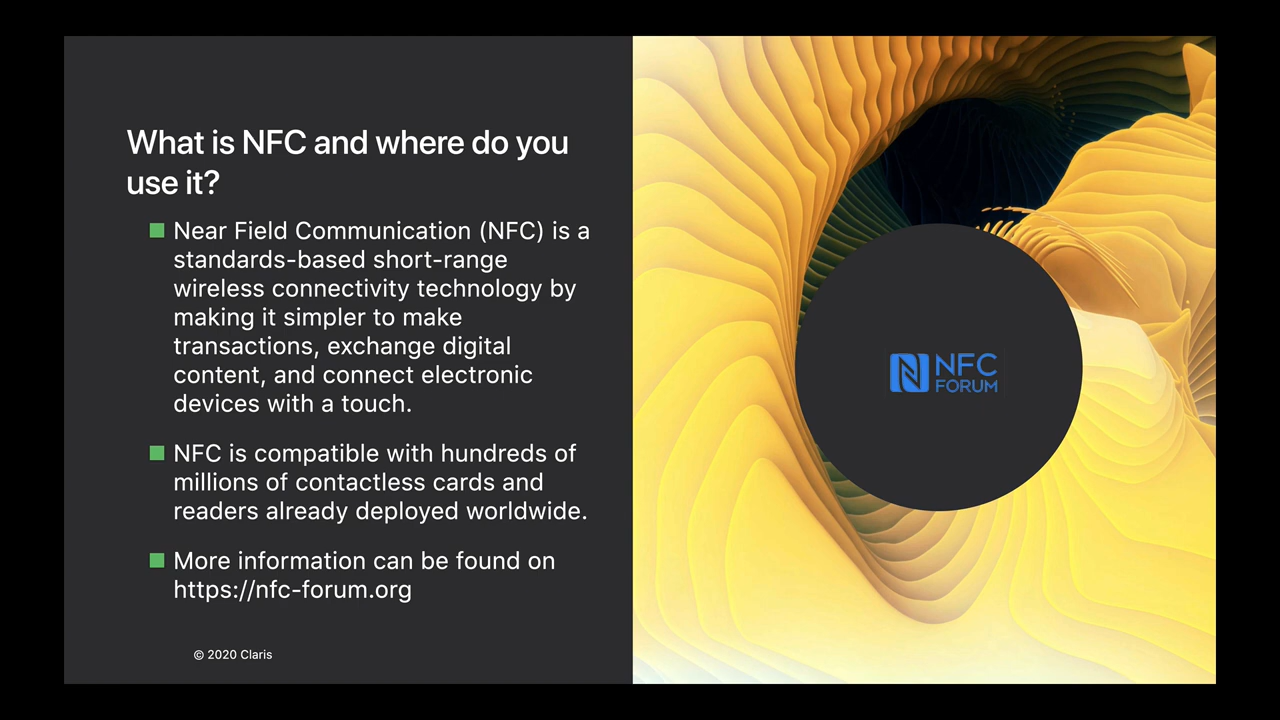 What is NFC and where do you
use it?
Near Field Communication (NFC) is a
standards-based short-range
wireless connectivity technology by
making it simpler to make
transactions, exchange digital
content, and connect electronic
devices with a touch.
NFC is compatible with hundreds of
millions of contactless cards and
readers already deployed worldwide.
More information can be found on
https://nfc-forum.org
© 2020 Claris
NFC
FORUM